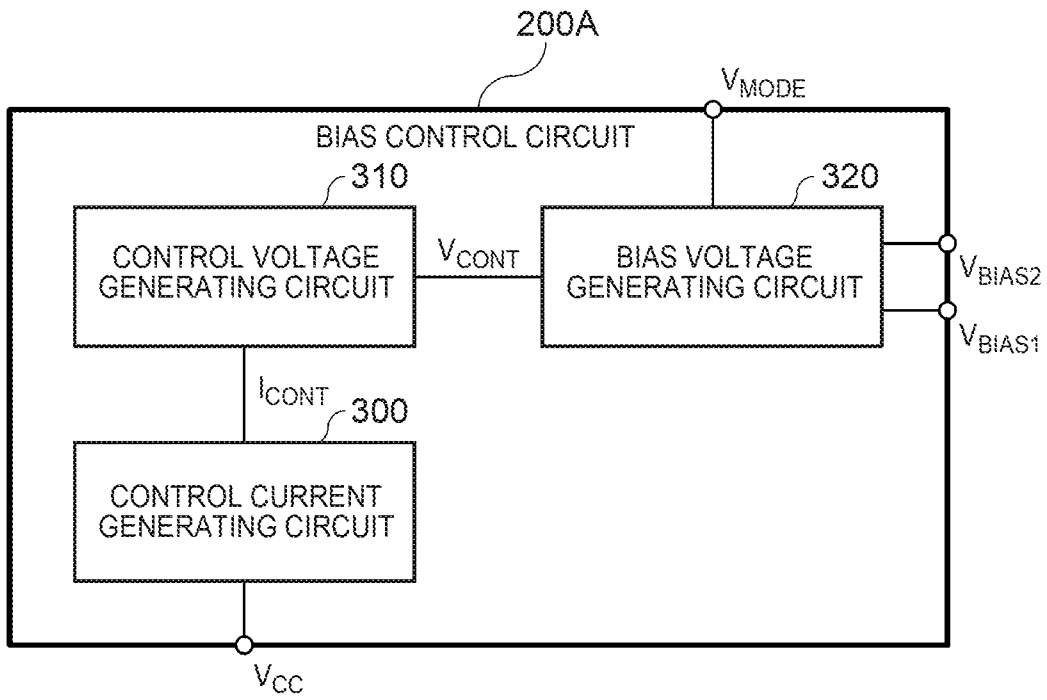 200A
VMODE
BIAS CONTROL CIRCUIT
310
320
CONTROL VOLTAGE
GENERATING CIRCUIT
VCONT
BIAS VOLTAGE
GENERATING CIRCUIT
VBIAS2
VBIAS1
ICONT
300
CONTROL CURRENT
GENERATING CIRCUIT
VCC